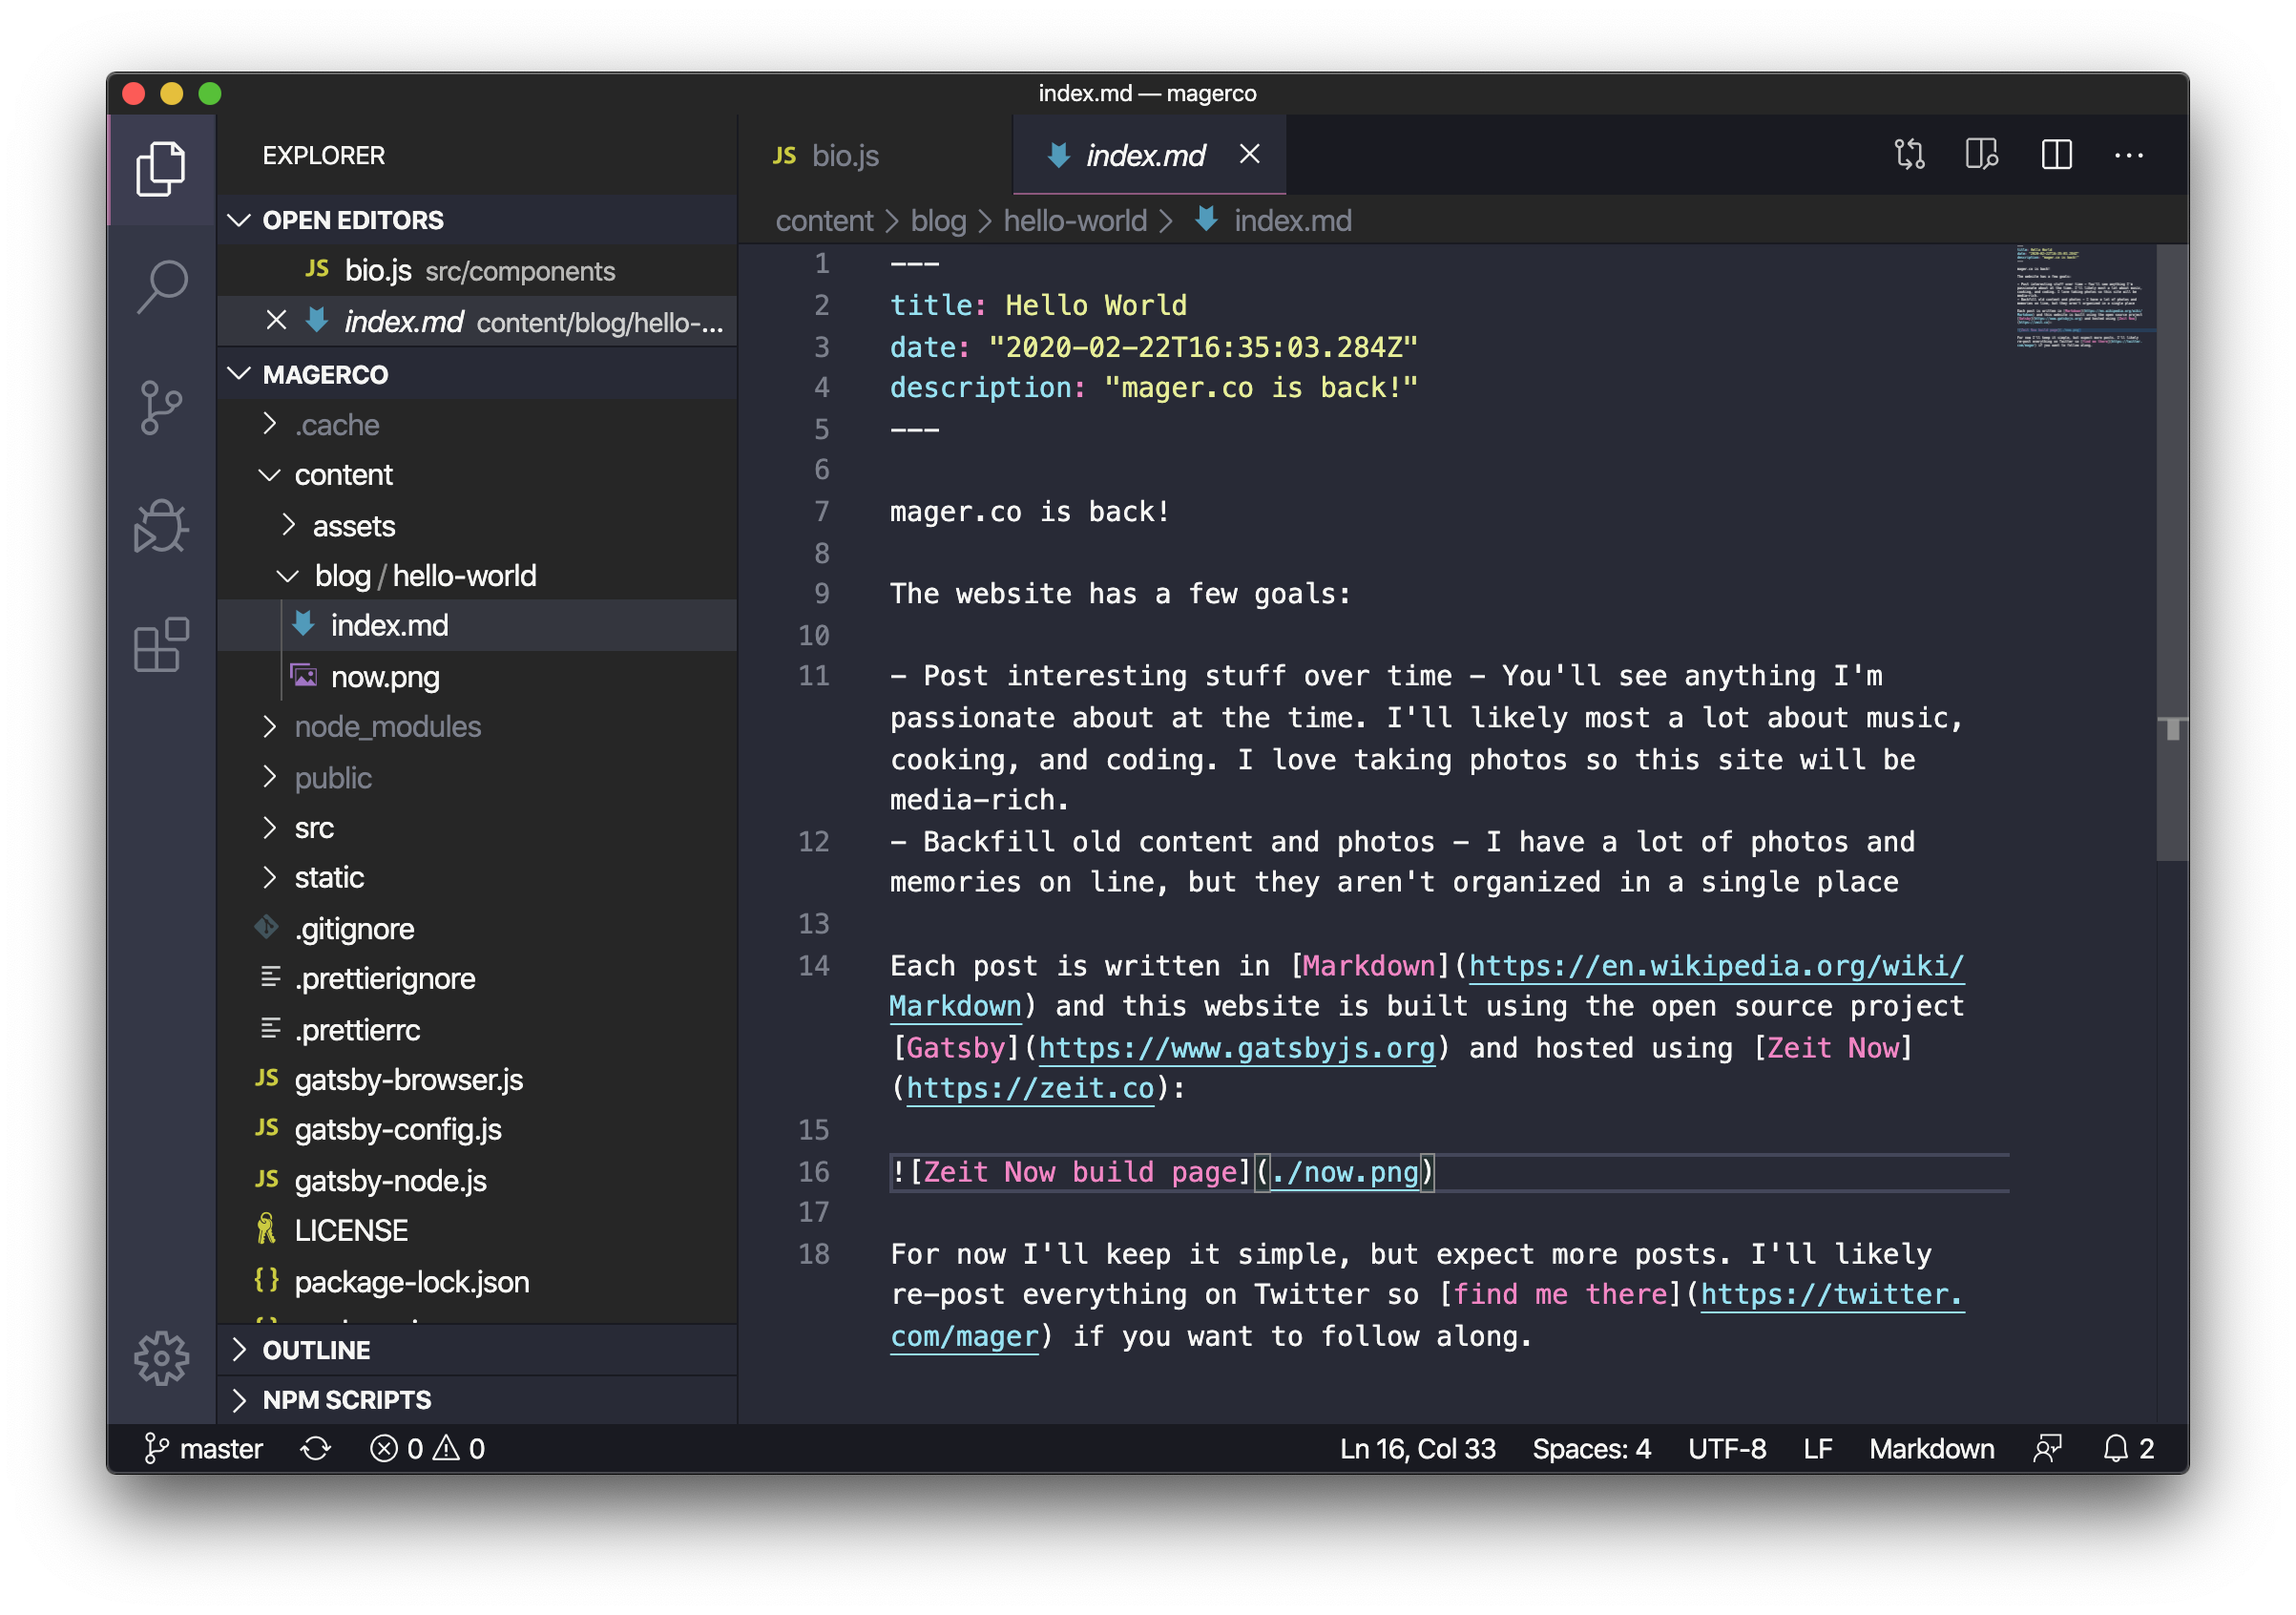 index.md — magerco
EXPLORER
OPEN EDITORS
JS bio.js src/components
index.md content/blog/hello-...
MAGERCO
.cache
content
assets
blog / hello-world
index.md
now.png
node_modules
public
src
static
.gitignore
.prettierignore
.prettierrc
JS gatsby-browser.js
JS gatsby-config.js
JS gatsby-node.js
LICENSE
{} package-lock.json
OUTLINE
NPM SCRIPTS
JS bio.js
index.md
content > blog > hello-world > index.md
1 ---
2 title: Hello World
3 date: "2020-02-22T16:35:03.284Z"
4 description: "mager.co is back!"
5 ---
6
7 mager.co is back!
8
9 The website has a few goals:
10
11 - Post interesting stuff over time - You'll see anything I'm
passionate about at the time. I'll likely most a lot about music,
cooking, and coding. I love taking photos so this site will be
media-rich.
12 - Backfill old content and photos - I have a lot of photos and
memories on line, but they aren't organized in a single place
13
14 Each post is written in [Markdown](https://en.wikipedia.org/wiki/
Markdown) and this website is built using the open source project
[Gatsby](https://www.gatsbyjs.org) and hosted using [Zeit Now]
(https://zeit.co):
15
16 ![Zeit Now build page](./now.png)
17
18 For now I'll keep it simple, but expect more posts. I'll likely
re-post everything on Twitter so [find me there](https://twitter.
com/mager) if you want to follow along.
master 0 0 Ln 16, Col 33 Spaces: 4 UTF-8 LF Markdown 2